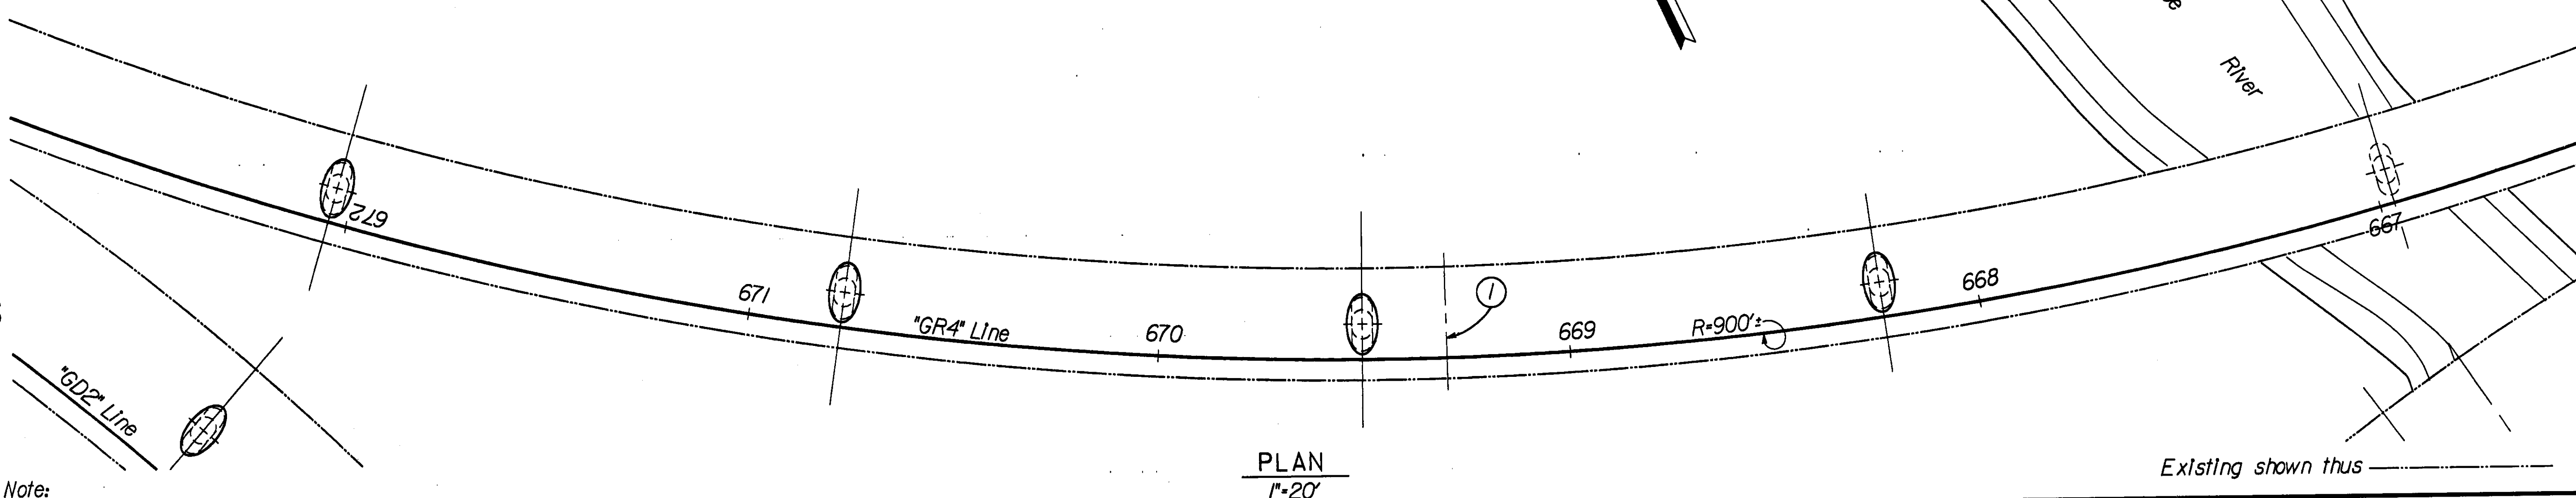 River
672
667
671
668
"GR4" Line
670
1
669
R=900'±
"GD2" Line
PLAN
1"=20'
Existing shown thus
Note: